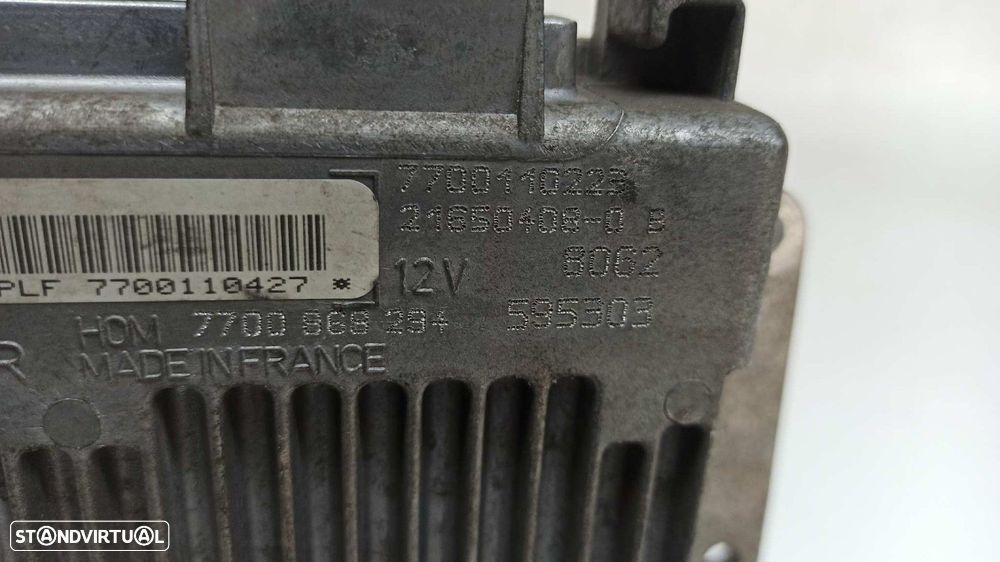 7700110223
21650408-0 B
8062
12V
PLF 7700110427 *
595303
HOM 7700 868 294
R MADE IN FRANCE
STANDVIRTUAL